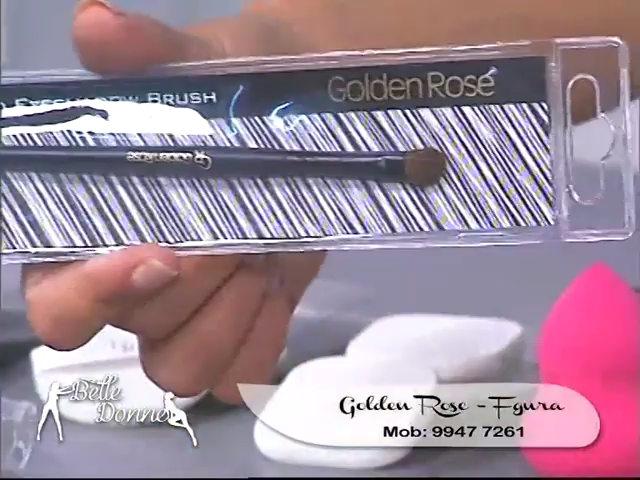 Golden Rosé
Eyeshadow Brush
Golden Rose
Belle
Donne
Golden Rose - Fgura
Mob: 9947 7261